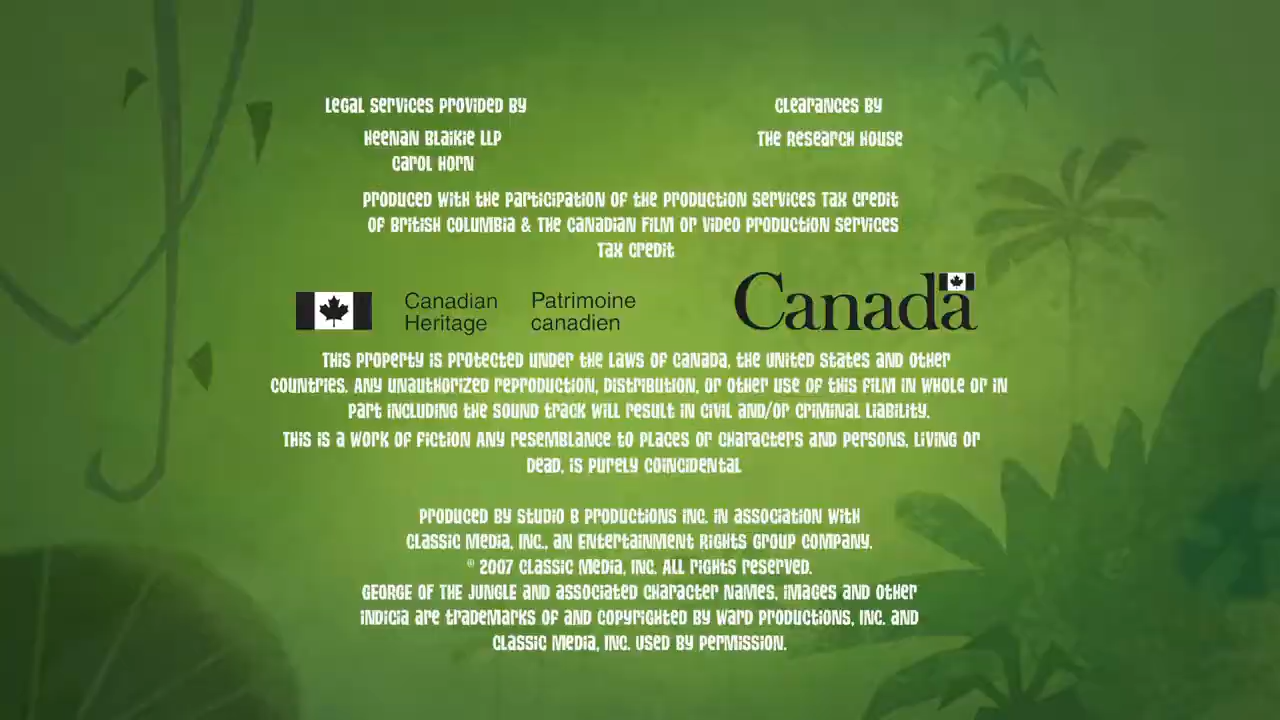 Legal Services Provided by
Clearances by
Heenan Blaikie LLP
The Research House
Carol Horn
Produced with the participation of the Production Services Tax Credit
of British Columbia & The Canadian Film or Video Production Services
Tax Credit
Canadian Heritage
Patrimoine canadien
Canada
This property is protected under the laws of Canada, the United States and other
countries. Any unauthorized reproduction, distribution, or other use of this film in whole or in
part including the sound track will result in civil and/or criminal liability.
This is a work of fiction any resemblance to places or characters and persons, living or
dead, is purely coincidental
Produced by Studio B Productions Inc. in association with
Classic Media, Inc., an Entertainment Rights Group Company.
© 2007 Classic Media, Inc. All rights reserved.
George of the Jungle and associated character names, images and other
indicia are trademarks of and copyrighted by Ward Productions, Inc. and
Classic Media, Inc. Used by permission.